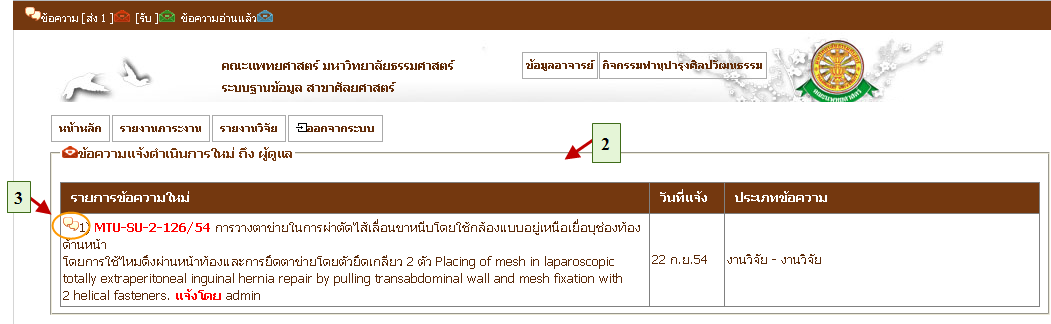 ข้อความ [ส่ง 1 ] [รับ ] ข้อความอ่านแล้ว
คณะแพทยศาสตร์ มหาวิทยาลัยธรรมศาสตร์
ระบบฐานข้อมูล สาขาศัลยศาสตร์
ข้อมูลอาจารย์ กิจกรรมทำนุบำรุงศิลปวัฒนธรรม
หน้าหลัก รายงานภาระงาน รายงานวิจัย ออกจากระบบ
ข้อความแจ้งดำเนินการใหม่ ถึง ผู้ดูแล
2
3
รายการข้อความใหม่ วันที่แจ้ง ประเภทข้อความ
1) MTU-SU-2-126/54 การวางตาข่ายในการผ่าตัดไส้เลื่อนขาหนีบโดยใช้กล้องแบบอยู่เหนือเยื่อบุช่องท้อง
ด้านหน้า
โดยการใช้ไหมดึงผ่านหน้าท้องและการยึดตาข่ายโดยตัวยึดเกลียว 2 ตัว Placing of mesh in laparoscopic
totally extraperitoneal inguinal hernia repair by pulling transabdominal wall and mesh fixation with
2 helical fasteners. แจ้งโดย admin
22 ก.ย.54 งานวิจัย - งานวิจัย